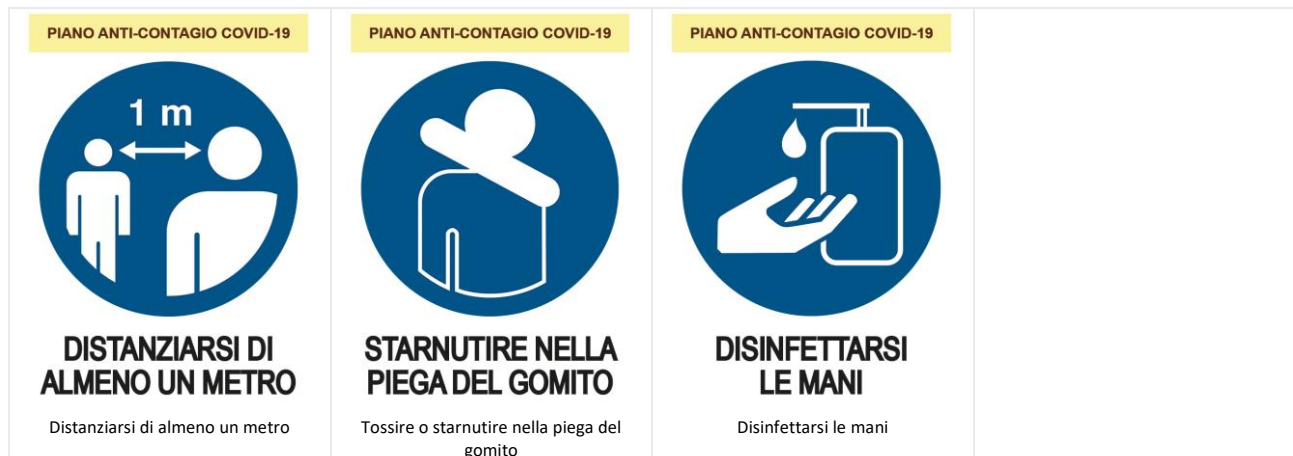 PIANO ANTI-CONTAGIO COVID-19
1 m
DISTANZIARSI DI
ALMENO UN METRO
Distanziarsi di almeno un metro
PIANO ANTI-CONTAGIO COVID-19
STARNUTIRE NELLA
PIEGA DEL GOMITO
Tossire o starnutire nella piega del
gomito
PIANO ANTI-CONTAGIO COVID-19
DISINFETTARSI
LE MANI
Disinfettarsi le mani